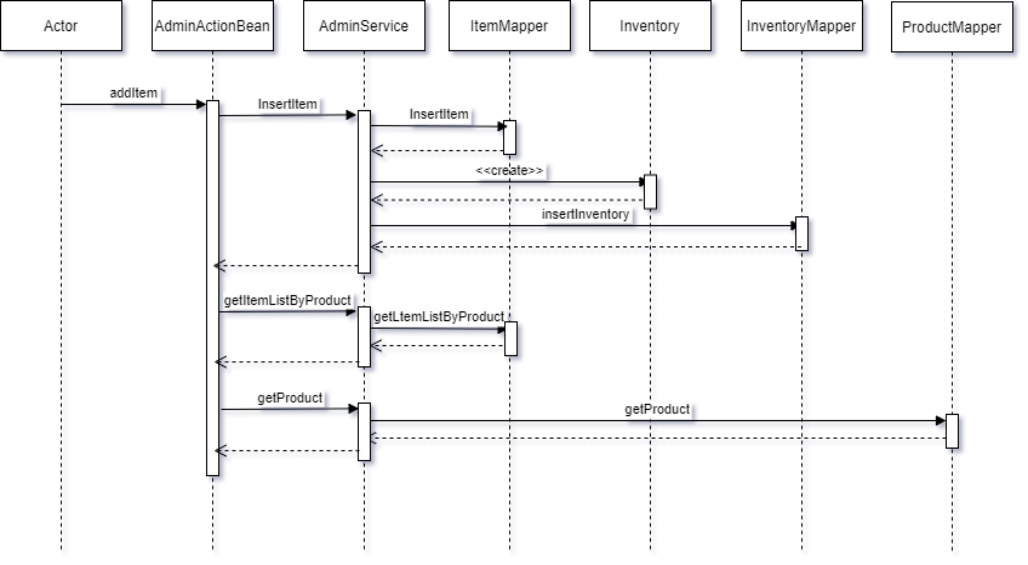 Actor
AdminActionBean
AdminService
ItemMapper
Inventory
InventoryMapper
ProductMapper
addItem
InsertItem
InsertItem
<<create>>
insertInventory
getItemListByProduct
getLtemListByProduct
getProduct
getProduct